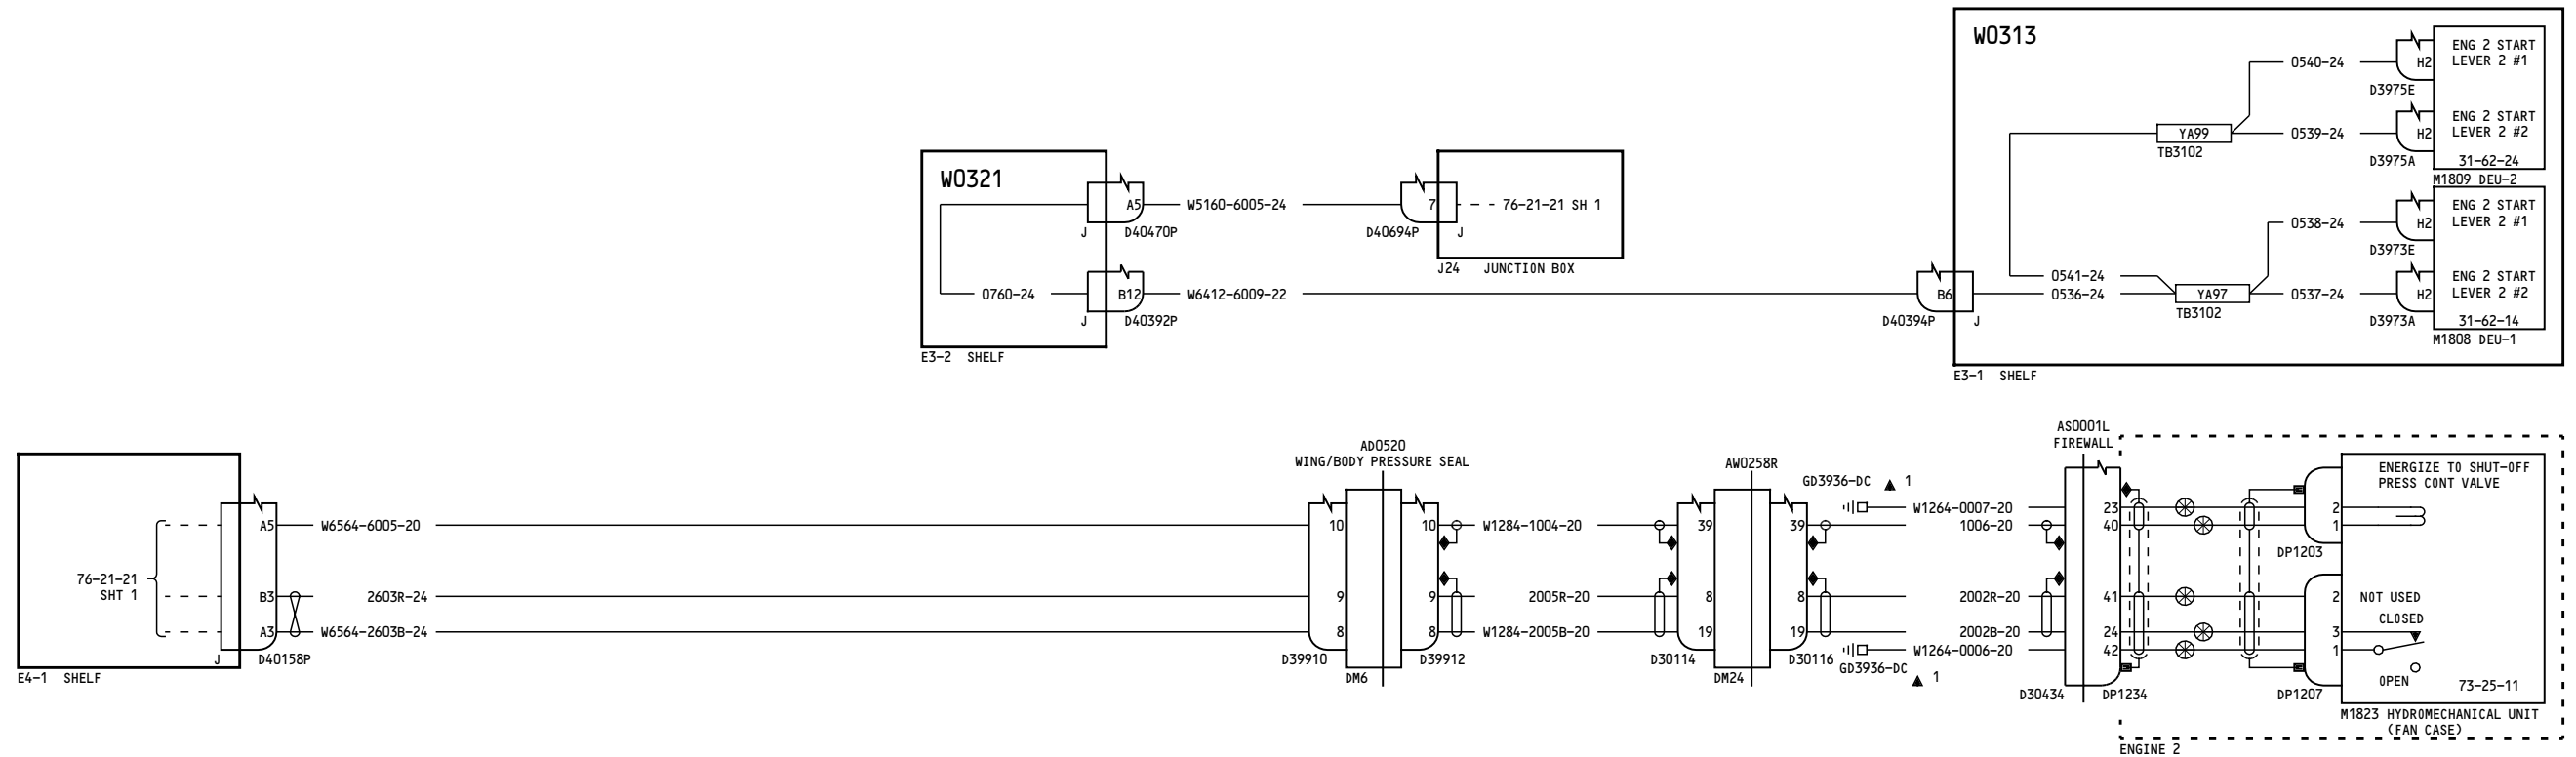 W0313
ENG 2 START
LEVER 2 #1
0540-24
H2
D3975E
ENG 2 START
LEVER 2 #2
YA99
0539-24
H2
TB3102
D3975A
31-62-24
M1809 DEU-2
ENG 2 START
LEVER 2 #1
0538-24
H2
D3973E
ENG 2 START
LEVER 2 #2
0541-24
B6
0536-24
YA97
0537-24
H2
TB3102
D40394P
J
D3973A
31-62-14
M1808 DEU-1
E3-1 SHELF
W0321
A5
W5160-6005-24
7
76-21-21 SH 1
J
D40470P
D40694P
J
J24 JUNCTION BOX
0760-24
B12
W6412-6009-22
J
D40392P
E3-2 SHELF
76-21-21
SHT 1
A5
W6564-6005-20
B3
2603R-24
A3
W6564-2603B-24
J
D40158P
E4-1 SHELF
AD0520
WING/BODY PRESSURE SEAL
10
10
W1284-1004-20
9
9
2005R-20
8
8
W1284-2005B-20
D39910
D39912
DM6
AW0258R
39
39
8
8
19
19
D30114
D30116
DM24
GD3936-DC 1
W1264-0007-20
1006-20
2002R-20
2002B-20
W1264-0006-20
GD3936-DC
1
AS0001L
FIREWALL
23
40
41
24
42
D30434
DP1234
ENERGIZE TO SHUT-OFF
PRESS CONT VALVE
2
1
DP1203
2
NOT USED
CLOSED
3
1
OPEN
73-25-11
DP1207
M1823 HYDROMECHANICAL UNIT
(FAN CASE)
ENGINE 2